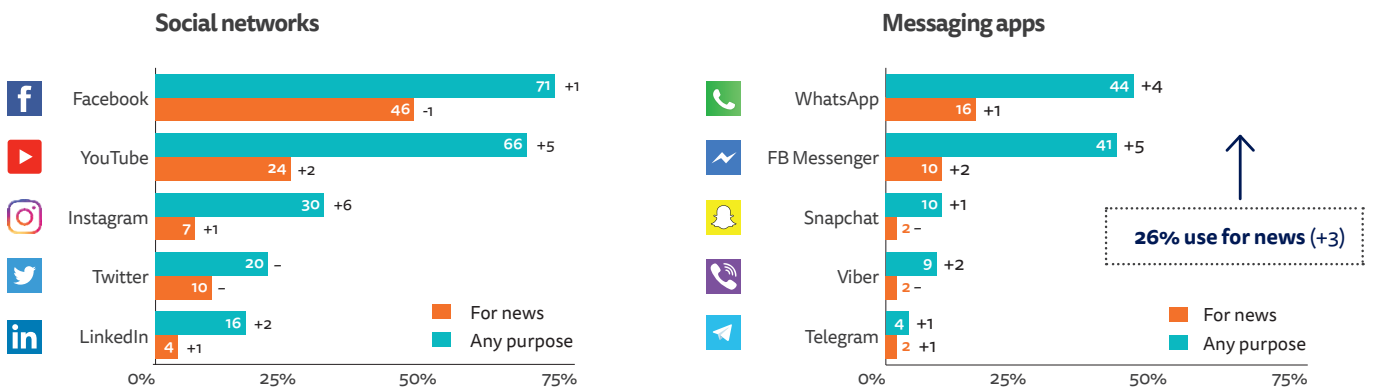 Social networks
Facebook
71 +1
46 -1
YouTube
66 +5
24 +2
Instagram
30 +6
7 +1
Twitter
20 –
10 –
LinkedIn
16 +2
4 +1
For news
Any purpose
0% 25% 50% 75%
Messaging apps
WhatsApp
44 +4
16 +1
FB Messenger
41 +5
10 +2
Snapchat
10 +1
2 –
Viber
9 +2
2 –
Telegram
4 +1
2 +1
26% use for news (+3)
For news
Any purpose
0% 25% 50% 75%
f
in